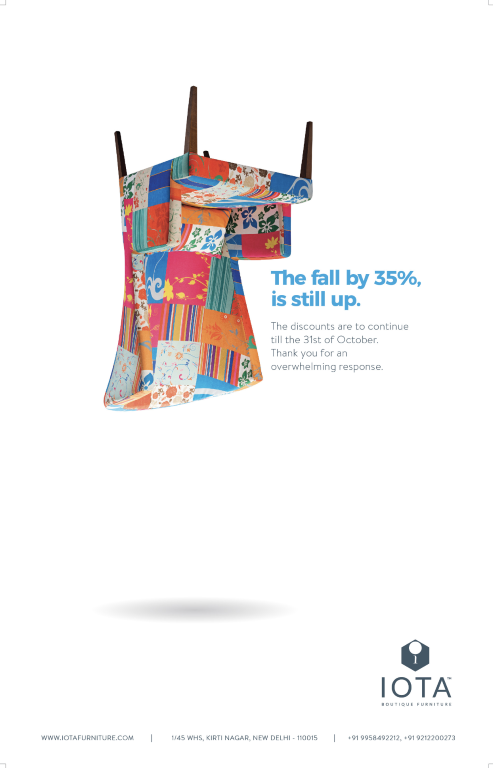 The fall by 35%,
is still up.
The discounts are to continue
till the 31st of October.
Thank you for an
overwhelming response.
IOTA™
BOUTIQUE FURNITURE
WWW.IOTAFURNITURE.COM | 1/45 WHS, KIRTI NAGAR, NEW DELHI - 110015 | +91 9958492212, +91 9212200273